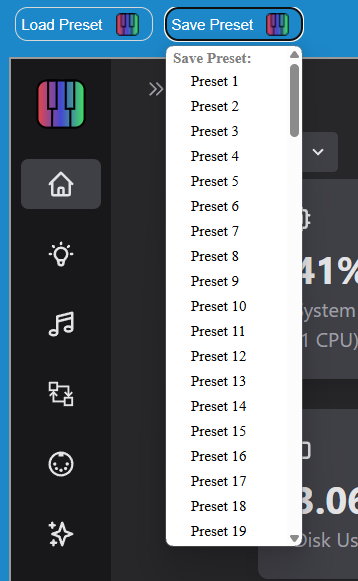 Load Preset
Save Preset
Save Preset:
Preset 1
Preset 2
Preset 3
Preset 4
Preset 5
Preset 6
Preset 7
Preset 8
Preset 9
Preset 10
Preset 11
Preset 12
Preset 13
Preset 14
Preset 15
Preset 16
Preset 17
Preset 18
Preset 19
41%
ystem
1 CPU)
3.06
Disk Us